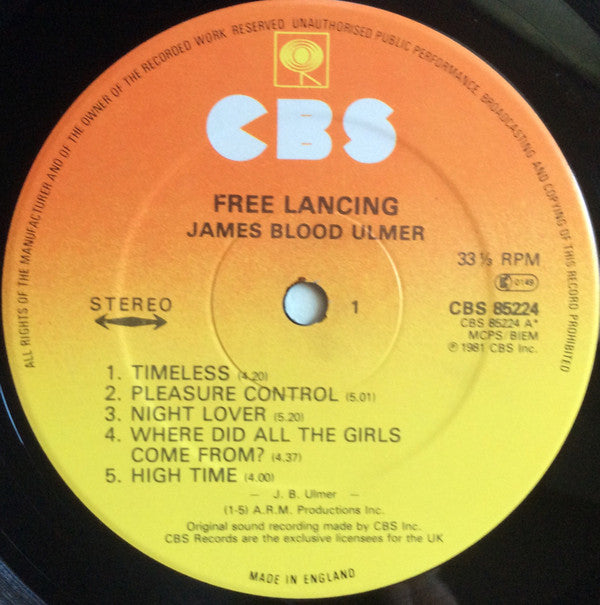 ALL RIGHTS OF THE MANUFACTURER AND OF THE OWNER OF THE RECORDED WORK RESERVED UNAUTHORISED PUBLIC PERFORMANCE, BROADCASTING AND COPYING OF THIS RECORD PROHIBITED
CBS
FREE LANCING
JAMES BLOOD ULMER
33⅓ RPM
0149
STEREO
1
CBS 85224
CBS 85224 A*
MCPS/BIEM
℗ 1981 CBS Inc.
1. TIMELESS (4.20)
2. PLEASURE CONTROL (5.01)
3. NIGHT LOVER (5.20)
4. WHERE DID ALL THE GIRLS
COME FROM? (4.37)
5. HIGH TIME (4.00)
— J. B. Ulmer —
(1-5) A.R.M. Productions Inc.
Original sound recording made by CBS Inc.
CBS Records are the exclusive licensees for the UK
MADE IN ENGLAND